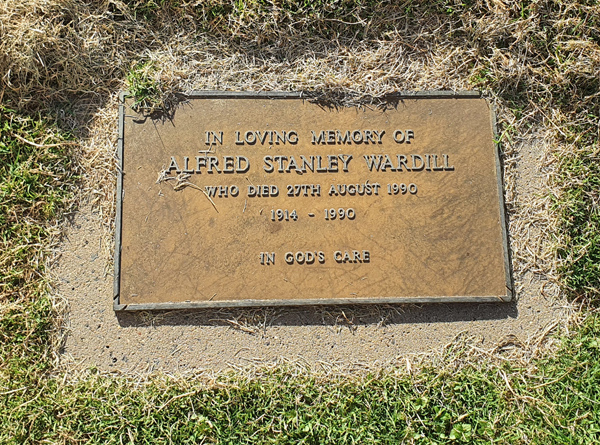 IN LOVING MEMORY OF
ALFRED STANLEY WARDILL
WHO DIED 27TH AUGUST 1990
1914 - 1990
IN GOD'S CARE